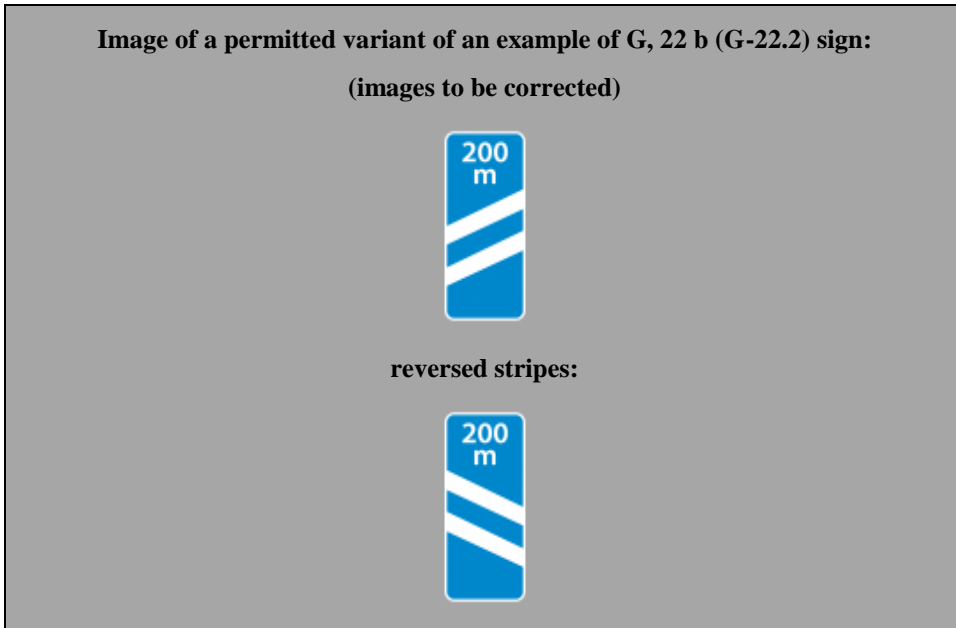 Image of a permitted variant of an example of G, 22 b (G-22.2) sign:
(images to be corrected)
200
m
reversed stripes:
200
m